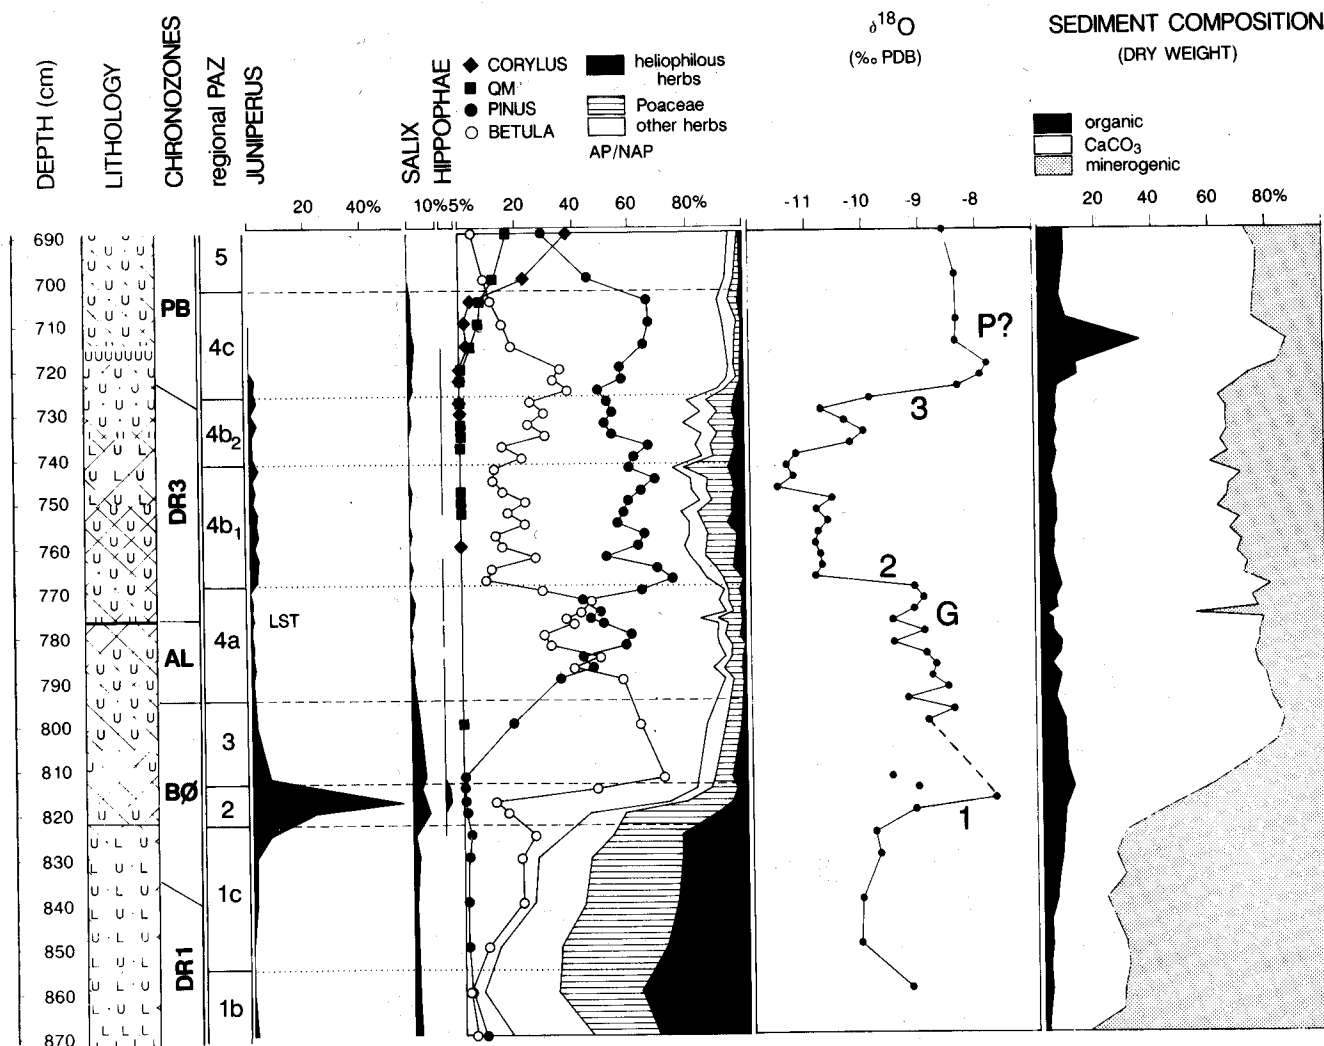 δ18O
(‰ PDB)
SEDIMENT COMPOSITION
(DRY WEIGHT)
DEPTH (cm)
LITHOLOGY
CHRONOZONES
regional PAZ
JUNIPERUS
SALIX
HIPPOPHAE
CORYLUS
QM
PINUS
BETULA
heliophilous
herbs
Poaceae
other herbs
AP/NAP
organic
CaCO3
minerogenic
20 40% 10% 5% 20 40 60 80% -11 -10 -9 -8 20 60 80%
690
700
710
720
730
740
750
760
770
780
790
800
810
820
830
840
850
860
870
PB
DR3
AL
BØ
DR1
5
4c
4b2
4b1
4a
3
2
1c
1b
LST
P?
3
2
G
1